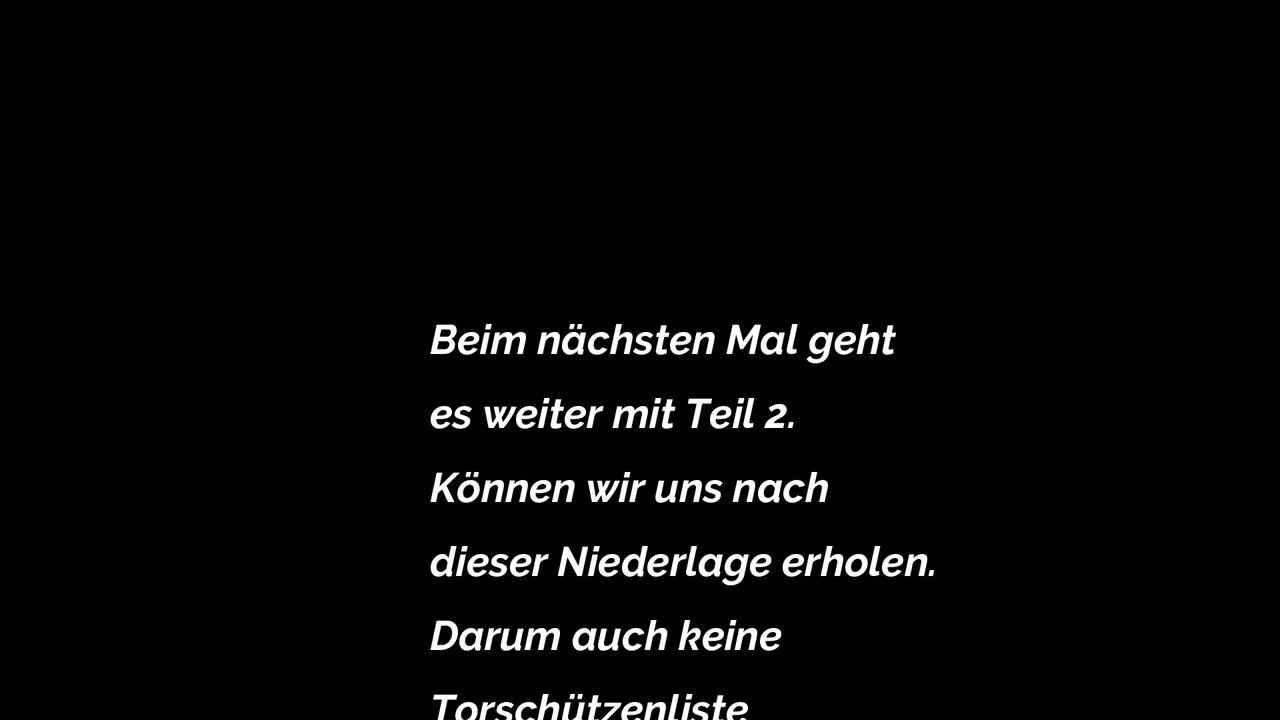 Beim nächsten Mal geht
es weiter mit Teil 2.
Können wir uns nach
dieser Niederlage erholen.
Darum auch keine
Torschützenliste